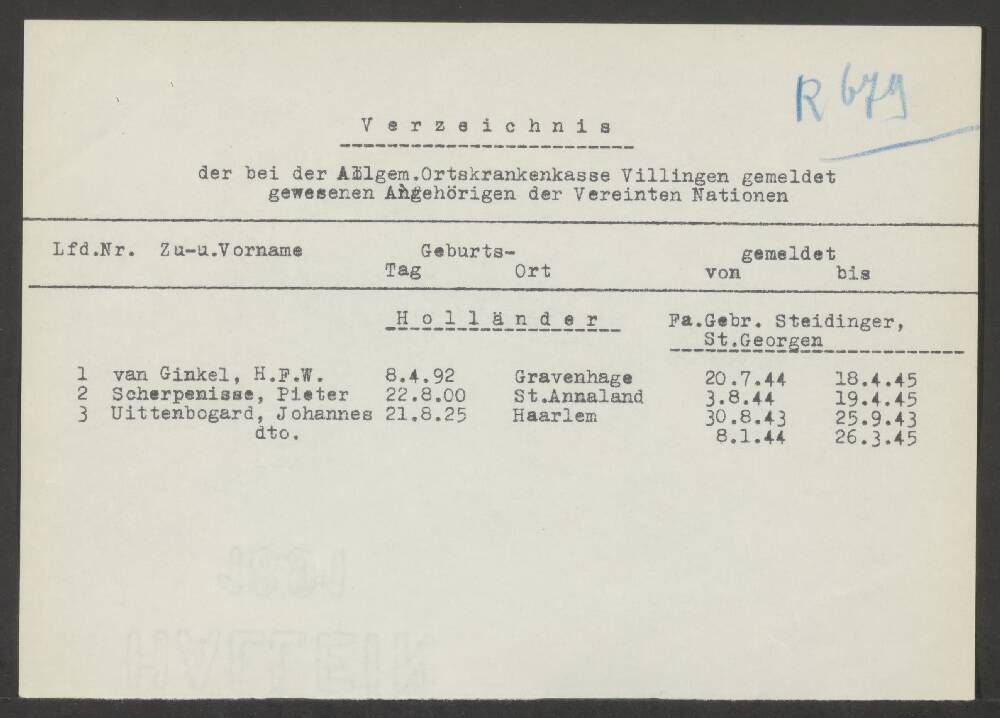 R 679
Verzeichnis
der bei der Allgem.Ortskrankenkasse Villingen gemeldet
gewesenen Angehörigen der Vereinten Nationen
Lfd.Nr. Zu-u.Vorname Geburts- gemeldet
Tag Ort von bis
Holländer Fa.Gebr. Steidinger,
St.Georgen
1 van Ginkel, H.F.W. 8.4.92 Gravenhage 20.7.44 18.4.45
2 Scherpenisse, Pieter 22.8.00 St.Annaland 3.8.44 19.4.45
3 Uittenbogard, Johannes 21.8.25 Haarlem 30.8.43 25.9.43
dto. 8.1.44 26.3.45